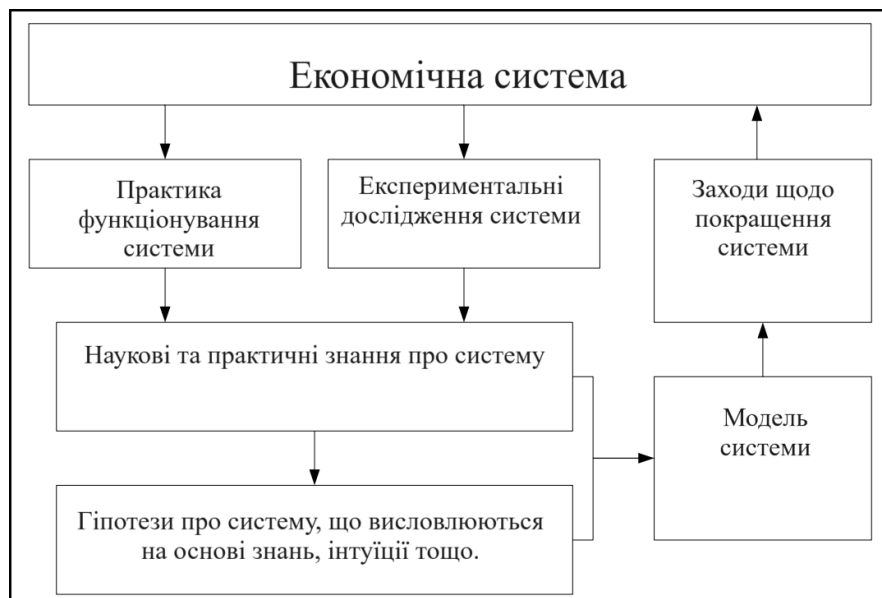 Економічна система
Практика
функціонування
системи
Експериментальні
дослідження системи
Заходи щодо
покращення
системи
Наукові та практичні знання про систему
Модель
системи
Гіпотези про систему, що висловлюються
на основі знань, інтуїції тощо.